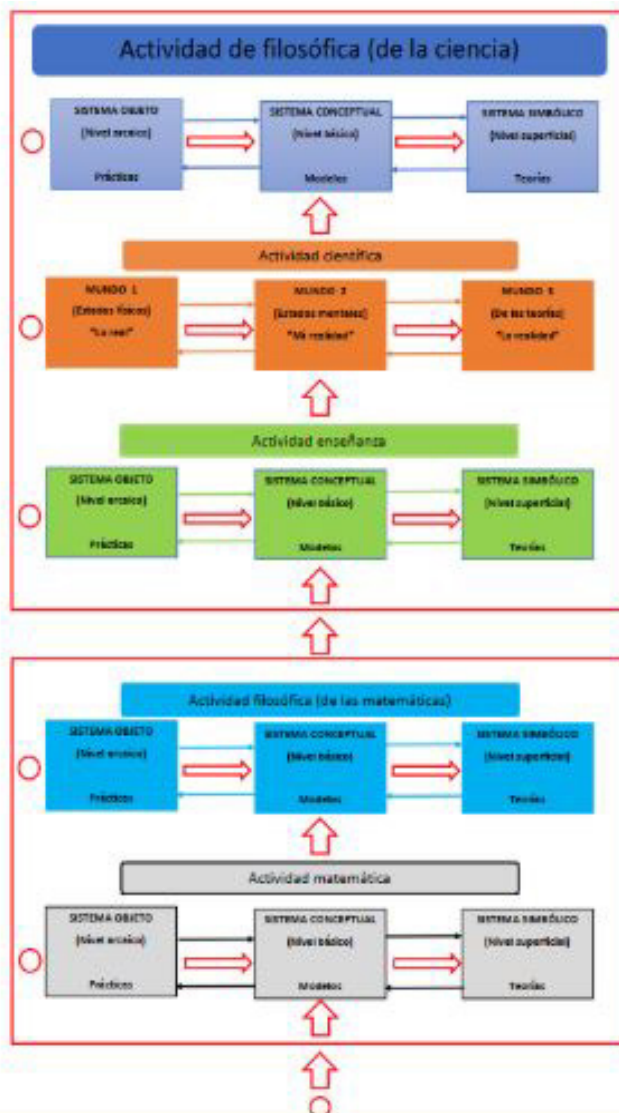 Actividad de filosófica (de la ciencia)
SISTEMA OBJETO
(Nivel arcaico)
Prácticas
SISTEMA CONCEPTUAL
(Nivel básico)
Modelos
SISTEMA SIMBÓLICO
(Nivel superficial)
Teorías
Actividad científica
MUNDO 1
(Estados físicos)
"Lo real"
MUNDO 2
(Estados mentales)
"Mi realidad"
MUNDO 3
(De las teorías)
"La realidad"
Actividad enseñanza
SISTEMA OBJETO
(Nivel arcaico)
Prácticas
SISTEMA CONCEPTUAL
(Nivel básico)
Modelos
SISTEMA SIMBÓLICO
(Nivel superficial)
Teorías
Actividad filosófica (de las matemáticas)
SISTEMA OBJETO
(Nivel arcaico)
Prácticas
SISTEMA CONCEPTUAL
(Nivel básico)
Modelos
SISTEMA SIMBÓLICO
(Nivel superficial)
Teorías
Actividad matemática
SISTEMA OBJETO
(Nivel arcaico)
Prácticas
SISTEMA CONCEPTUAL
(Nivel básico)
Modelos
SISTEMA SIMBÓLICO
(Nivel superficial)
Teorías